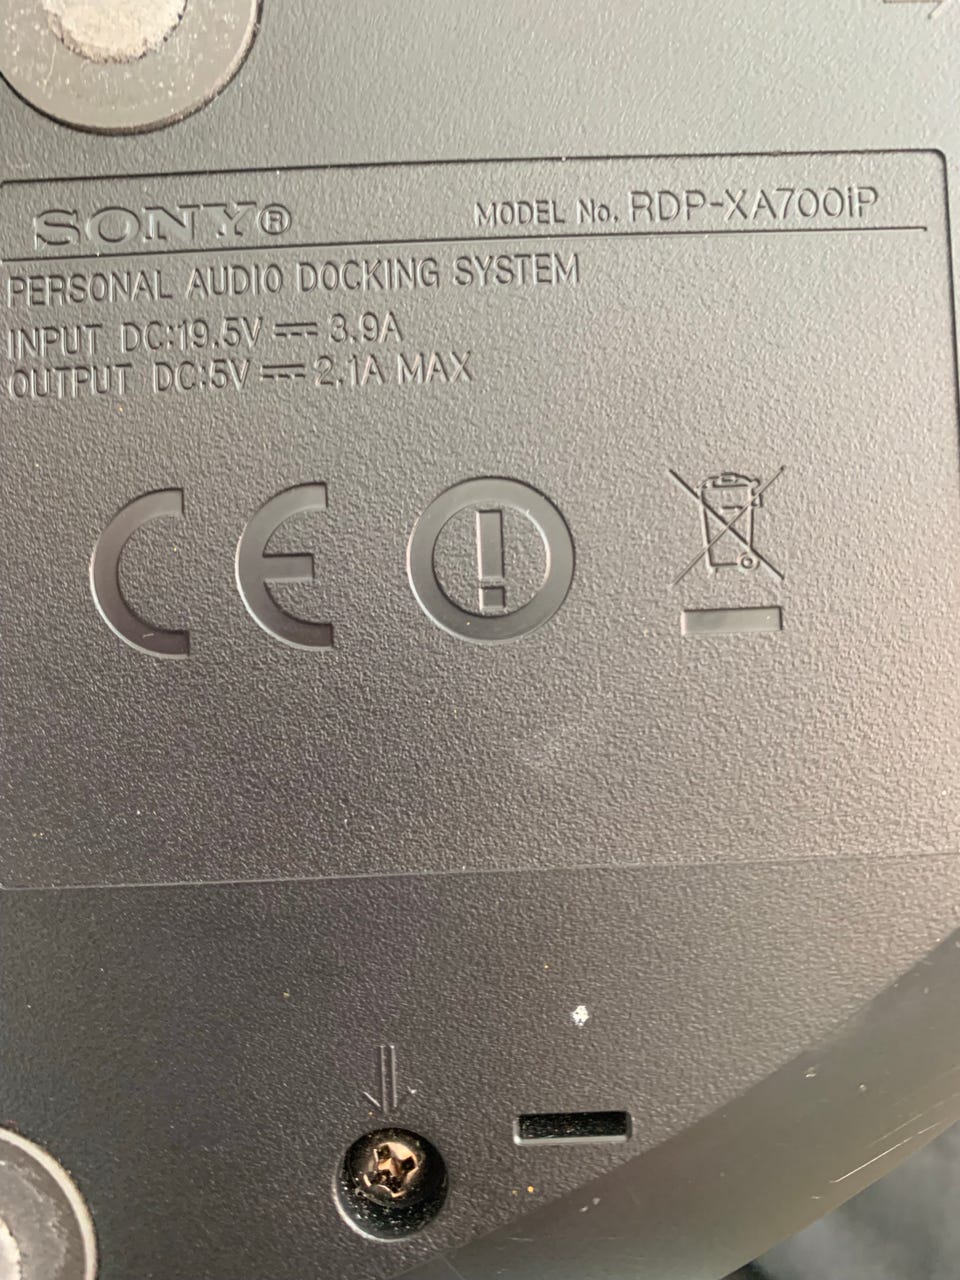 SONY®
MODEL No. RDP-XA700iP
PERSONAL AUDIO DOCKING SYSTEM
INPUT DC:19.5V ⎓ 3.9A
OUTPUT DC:5V ⎓ 2.1A MAX
CE